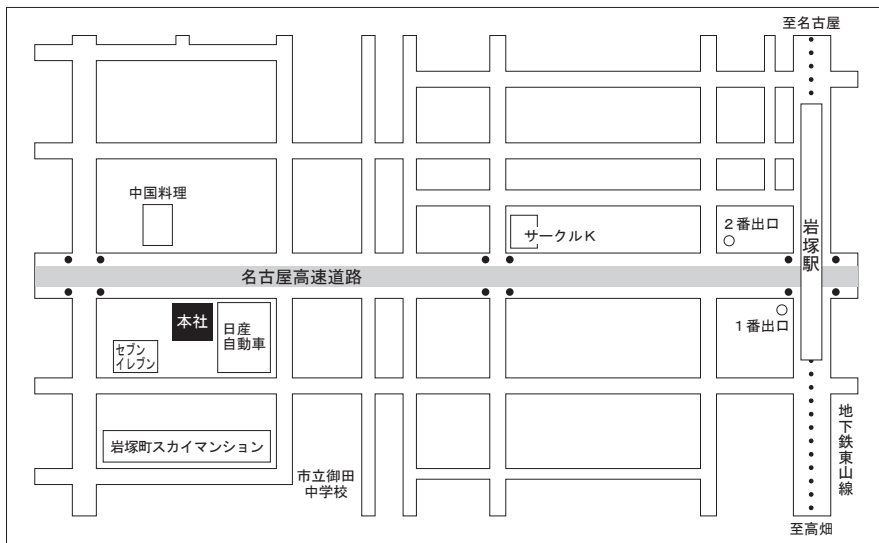 至名古屋
中国料理
サークルK
2番出口
岩塚駅
名古屋高速道路
本社
日産
自動車
1番出口
セブン
イレブン
岩塚町スカイマンション
市立御田
中学校
地下鉄東山線
至高畑